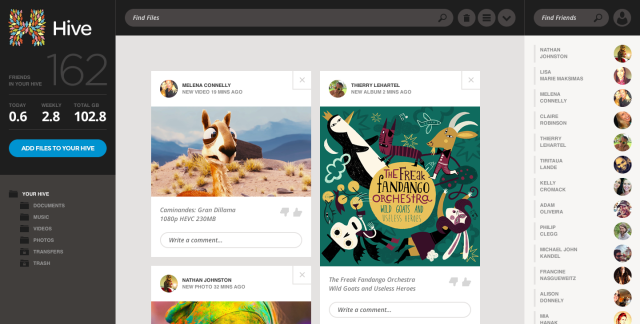 Hive
FRIENDS
IN YOUR HIVE
162
TODAY
WEEKLY
TOTAL GB
0.6
2.8
102.8
ADD FILES TO YOUR HIVE
YOUR HIVE
DOCUMENTS
MUSIC
VIDEOS
PHOTOS
TRANSFERS
TRASH
Find Files
MELENA CONNELLY
NEW VIDEO 10 MINS AGO
Caminandes: Gran Dillama
1080p HEVC 230MB
Write a comment...
NATHAN JOHNSTON
NEW PHOTO 32 MINS AGO
THIERRY LEHARTEL
NEW ALBUM 2 MINS AGO
THE FREAK
FANDANGO
ORCHESTRA
WILD GOATS AND
USELESS HEROES
The Freak Fandango Orchestra
Wild Goats and Useless Heroes
Write a comment...
Find Friends
NATHAN
JOHNSTON
LISA
MARIE MAKSIMAS
MELENA
CONNELLY
CLAIRE
ROBINSON
THIERRY
LEHARTEL
TIRITAUA
LANDE
KELLY
CROMACK
ADAM
OLIVEIRA
PHILIP
CLEGG
MICHAEL JOHN
KANDEL
FRANCINE
NASQUEWITZ
ALISON
DONNELY
MIA
HANAK